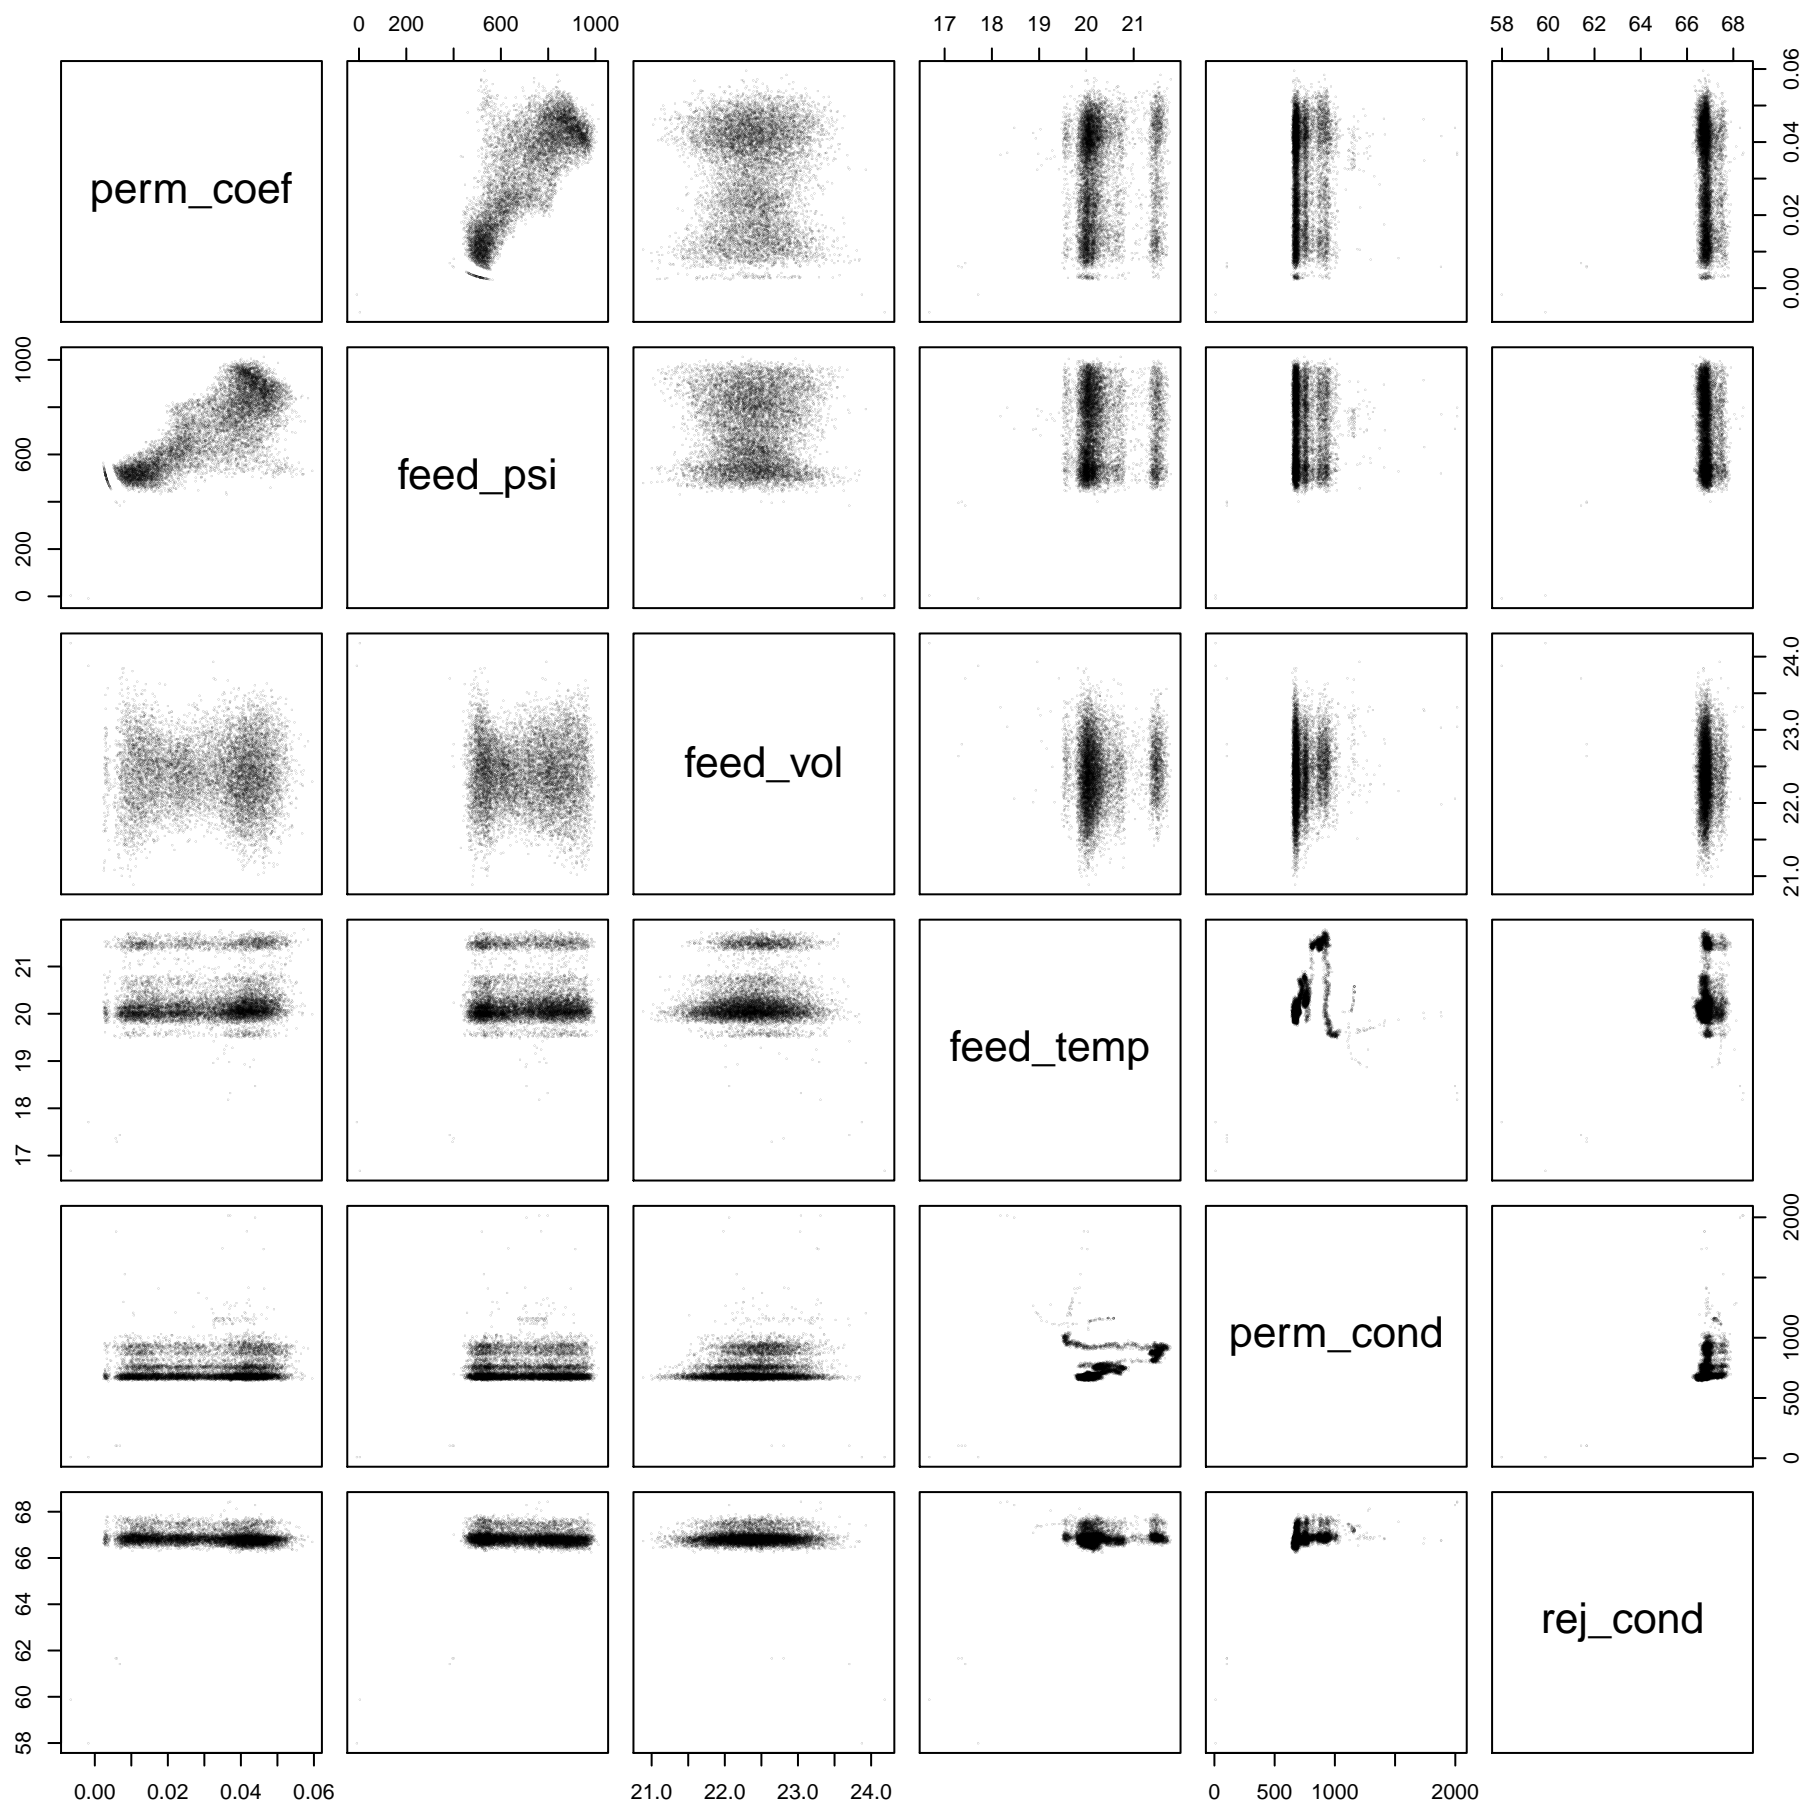 0 200 600 1000 17 18 19 20 21 58 60 62 64 66 68
perm_coef
0.00 0.02 0.04 0.06
0 200 600 1000
feed_psi
feed_vol
21.0 22.0 23.0 24.0
17 18 19 20 21
feed_temp
perm_cond
0 500 1000 2000
58 60 62 64 66 68
rej_cond
0.00 0.02 0.04 0.06 21.0 22.0 23.0 24.0 0 500 1000 2000